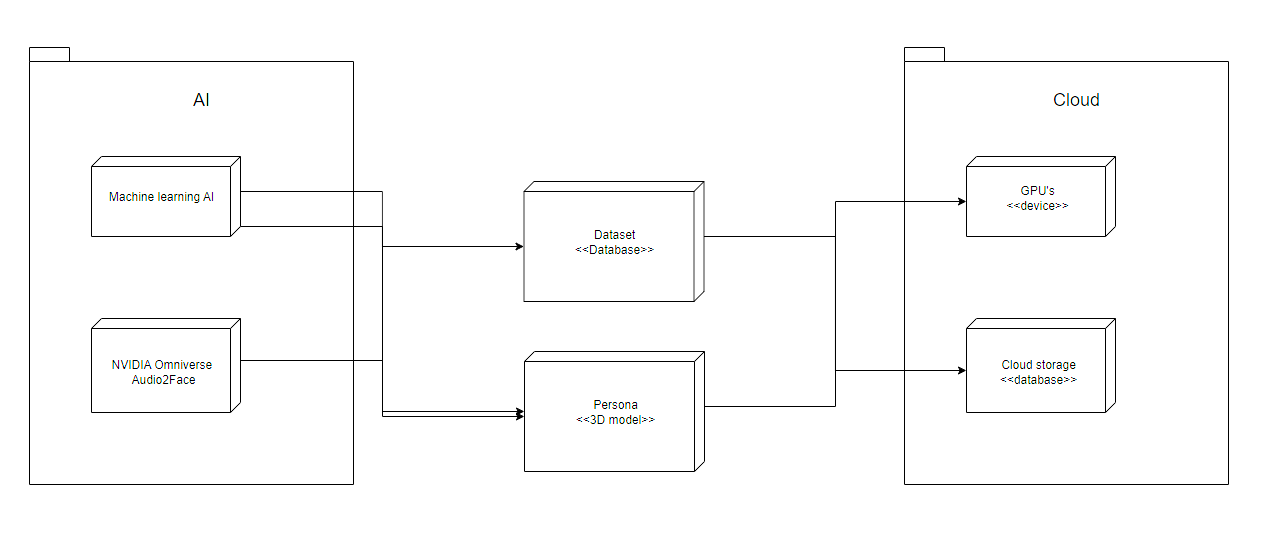 AI
Machine learning AI
NVIDIA Omniverse
Audio2Face
Dataset
<<Database>>
Persona
<<3D model>>
Cloud
GPU's
<<device>>
Cloud storage
<<database>>